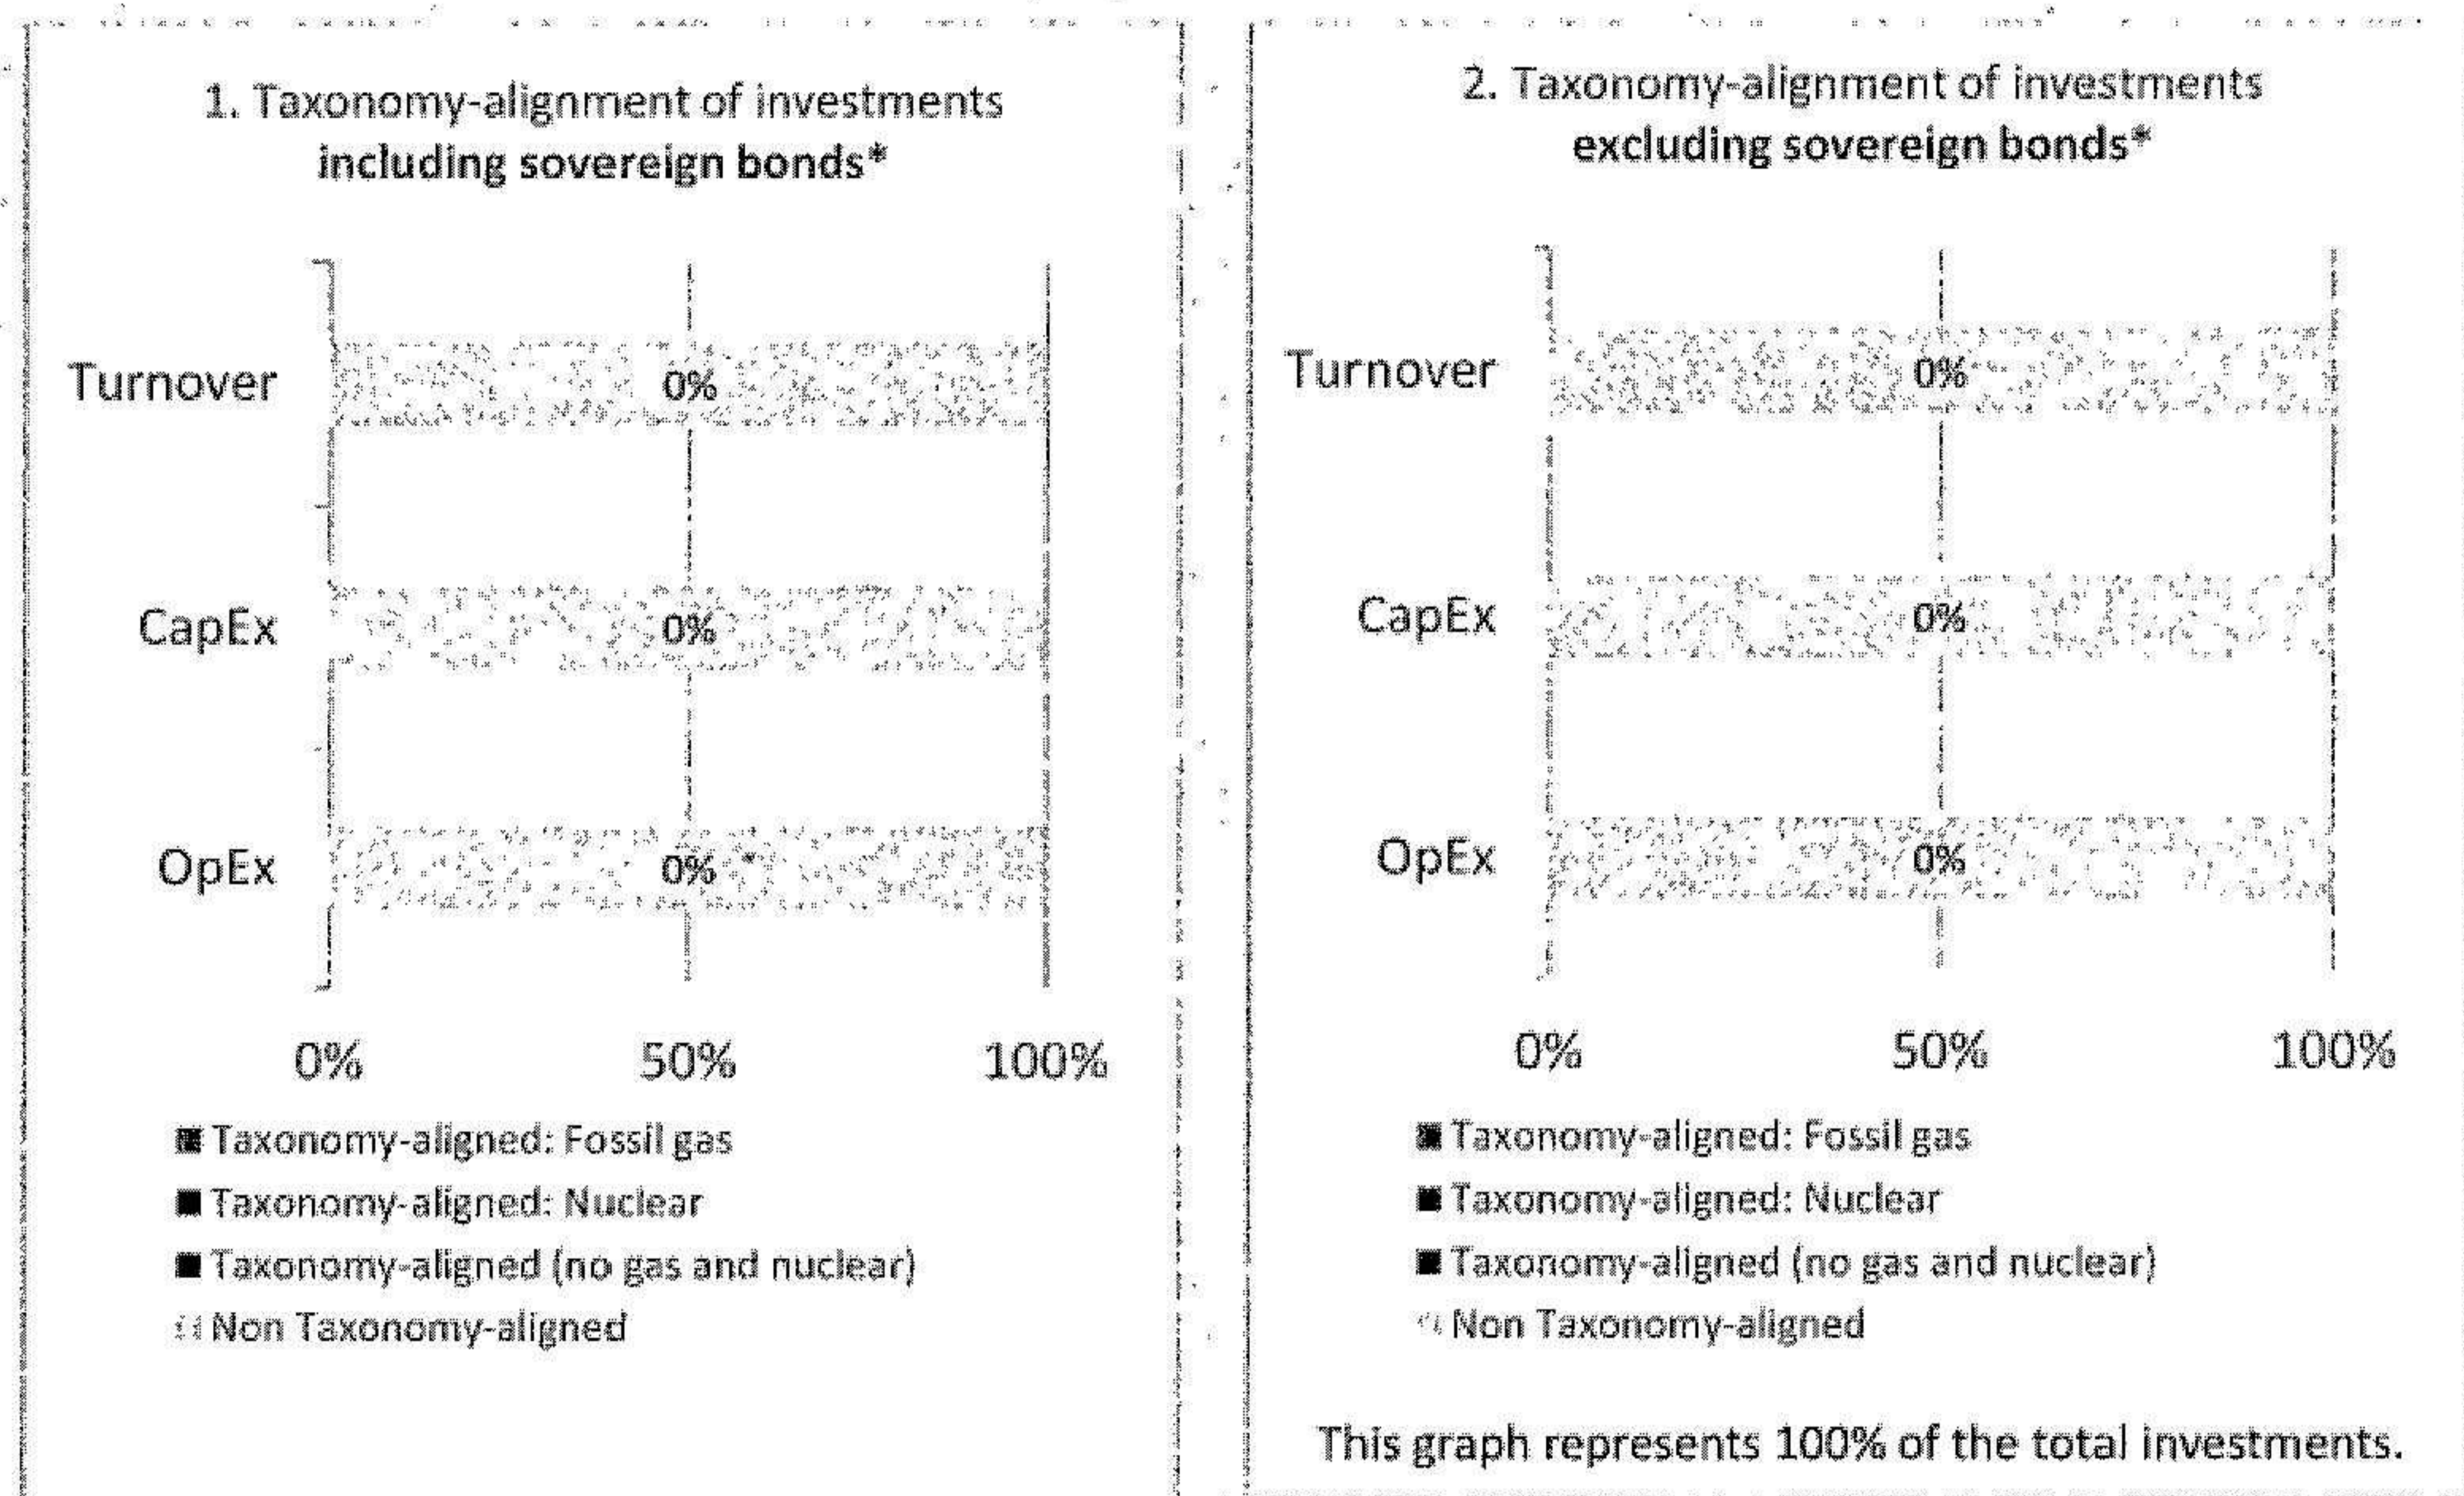 1. Taxonomy-alignment of investments
including sovereign bonds*
Turnover
0%
CapEx
0%
OpEx
0%
0%
50%
100%
Taxonomy-aligned: Fossil gas
Taxonomy-aligned: Nuclear
Taxonomy-aligned (no gas and nuclear)
Non Taxonomy-aligned
2. Taxonomy-alignment of investments
excluding sovereign bonds*
Turnover
0%
CapEx
0%
OpEx
0%
0%
50%
100%
Taxonomy-aligned: Fossil gas
Taxonomy-aligned: Nuclear
Taxonomy-aligned (no gas and nuclear)
Non Taxonomy-aligned
This graph represents 100% of the total investments.